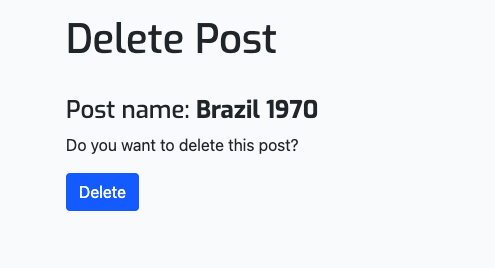 Delete Post
Post name: Brazil 1970
Do you want to delete this post?
Delete